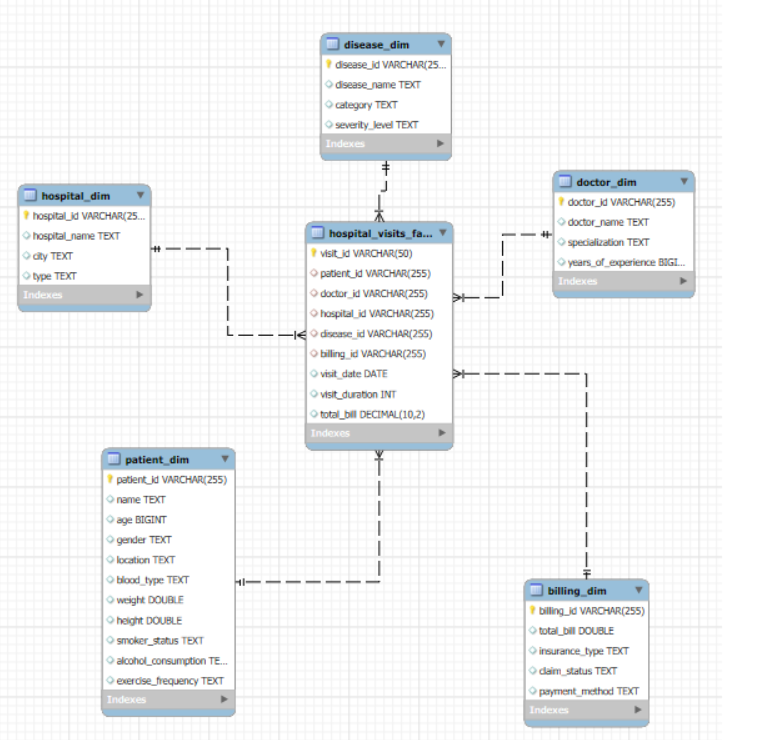 disease_dim
disease_id VARCHAR(25...
disease_name TEXT
category TEXT
severity_level TEXT
Indexes
hospital_dim
hospital_id VARCHAR(25...
hospital_name TEXT
city TEXT
type TEXT
Indexes
doctor_dim
doctor_id VARCHAR(255)
doctor_name TEXT
specialization TEXT
years_of_experience BIGI...
Indexes
hospital_visits_fa...
visit_id VARCHAR(50)
patient_id VARCHAR(255)
doctor_id VARCHAR(255)
hospital_id VARCHAR(255)
disease_id VARCHAR(255)
billing_id VARCHAR(255)
visit_date DATE
visit_duration INT
total_bill DECIMAL(10,2)
Indexes
patient_dim
patient_id VARCHAR(255)
name TEXT
age BIGINT
gender TEXT
location TEXT
blood_type TEXT
weight DOUBLE
height DOUBLE
smoker_status TEXT
alcohol_consumption TE...
exercise_frequency TEXT
Indexes
billing_dim
billing_id VARCHAR(255)
total_bill DOUBLE
insurance_type TEXT
claim_status TEXT
payment_method TEXT
Indexes